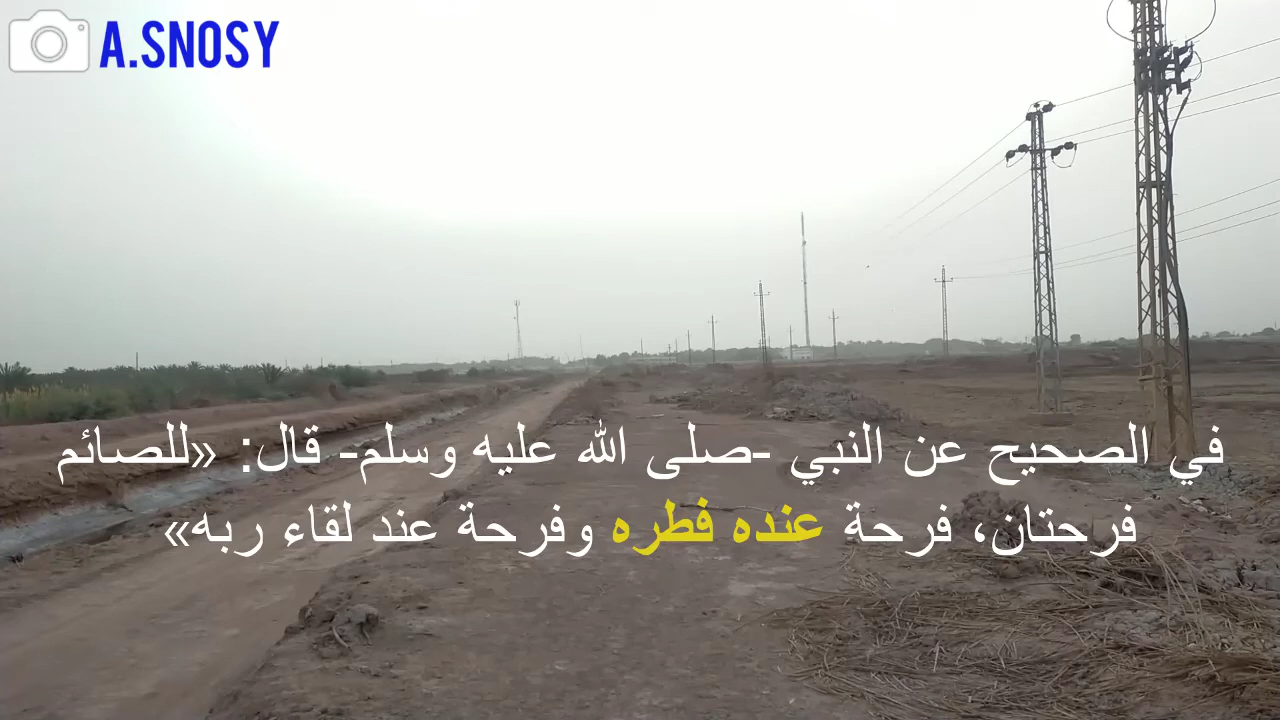 A.SNOSY
في الصحيح عن النبي -صلى الله عليه وسلم- قال: «للصائم
فرحتان، فرحة عنده فطره وفرحة عند لقاء ربه»